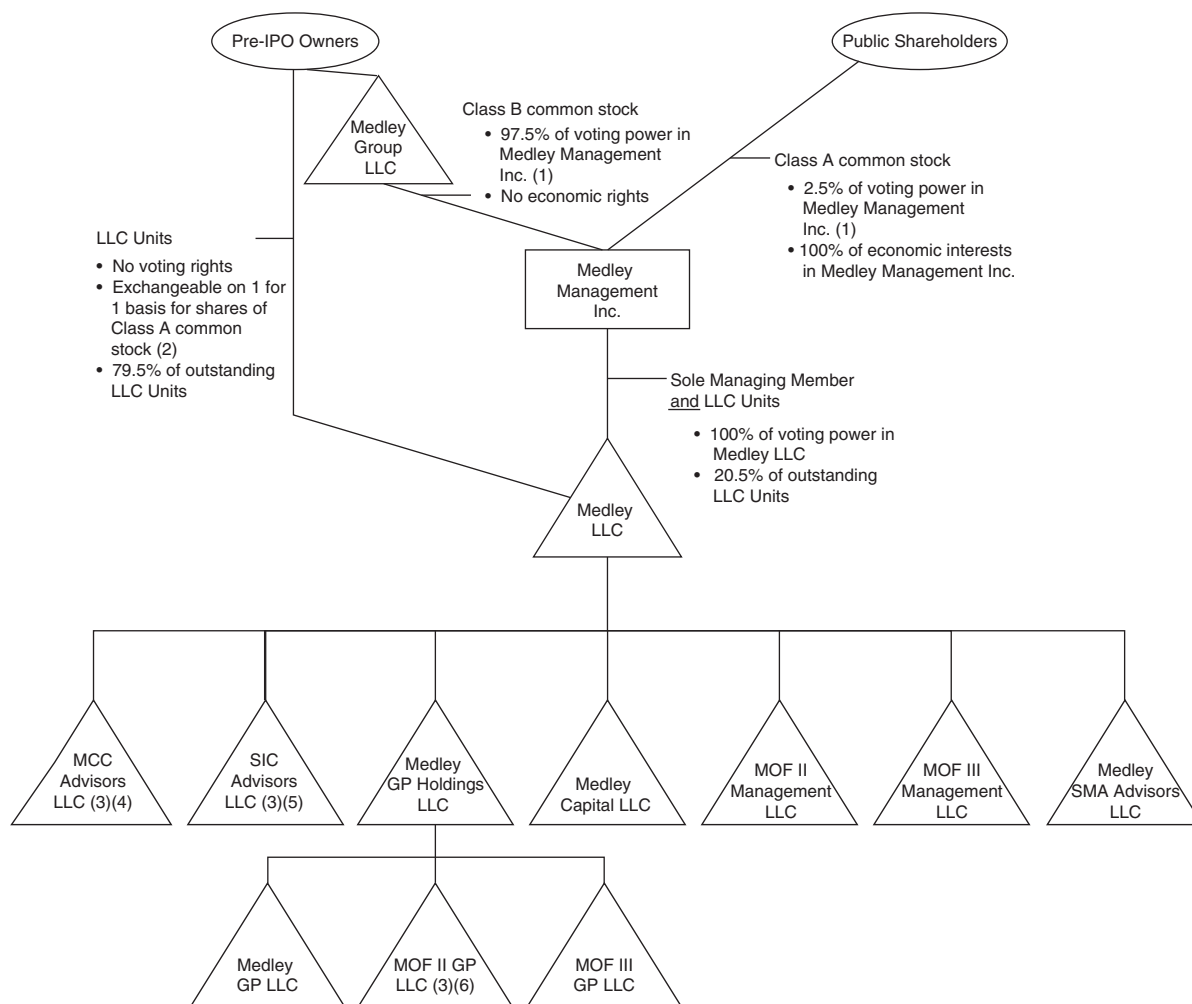 Pre-IPO Owners
Public Shareholders
Medley
Group
LLC
Class B common stock
• 97.5% of voting power in
Medley Management
Inc. (1)
• No economic rights
Class A common stock
• 2.5% of voting power in
Medley Management
Inc. (1)
• 100% of economic interests
in Medley Management Inc.
LLC Units
• No voting rights
• Exchangeable on 1 for
1 basis for shares of
Class A common
stock (2)
• 79.5% of outstanding
LLC Units
Medley
Management
Inc.
Sole Managing Member
and LLC Units
• 100% of voting power in
Medley LLC
• 20.5% of outstanding
LLC Units
Medley
LLC
MCC
Advisors
LLC (3)(4)
SIC
Advisors
LLC (3)(5)
Medley
GP Holdings
LLC
Medley
Capital LLC
MOF II
Management
LLC
MOF III
Management
LLC
Medley
SMA Advisors
LLC
Medley
GP LLC
MOF II GP
LLC (3)(6)
MOF III
GP LLC